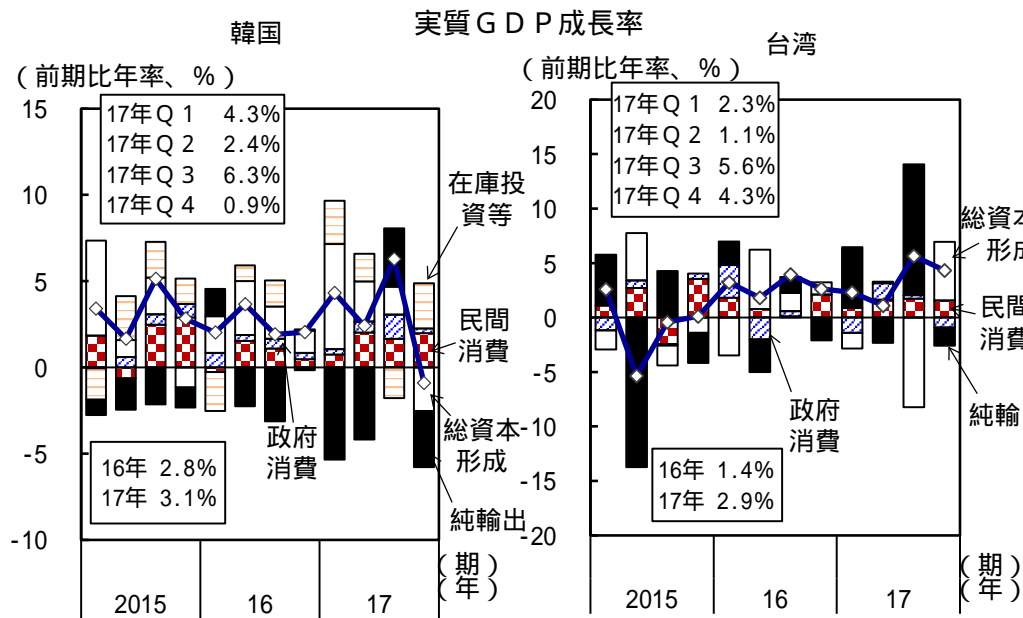 実質ＧＤＰ成長率
韓国
（前期比年率、％）
15
10
5
0
-5
-10
17年Ｑ１ 4.3%
17年Ｑ２ 2.4%
17年Ｑ３ 6.3%
17年Ｑ４ 0.9%
在庫投
資等
民間
消費
政府
消費
総資本
形成
純輸出
16年 2.8%
17年 3.1%
2015
16
17
（期）
（年）
台湾
（前期比年率、％）
20
15
10
5
0
-5
-10
-15
-20
17年Ｑ１ 2.3%
17年Ｑ２ 1.1%
17年Ｑ３ 5.6%
17年Ｑ４ 4.3%
総資本
形成
民間
消費
純輸
政府
消費
16年 1.4%
17年 2.9%
2015
16
17
（期）
（年）